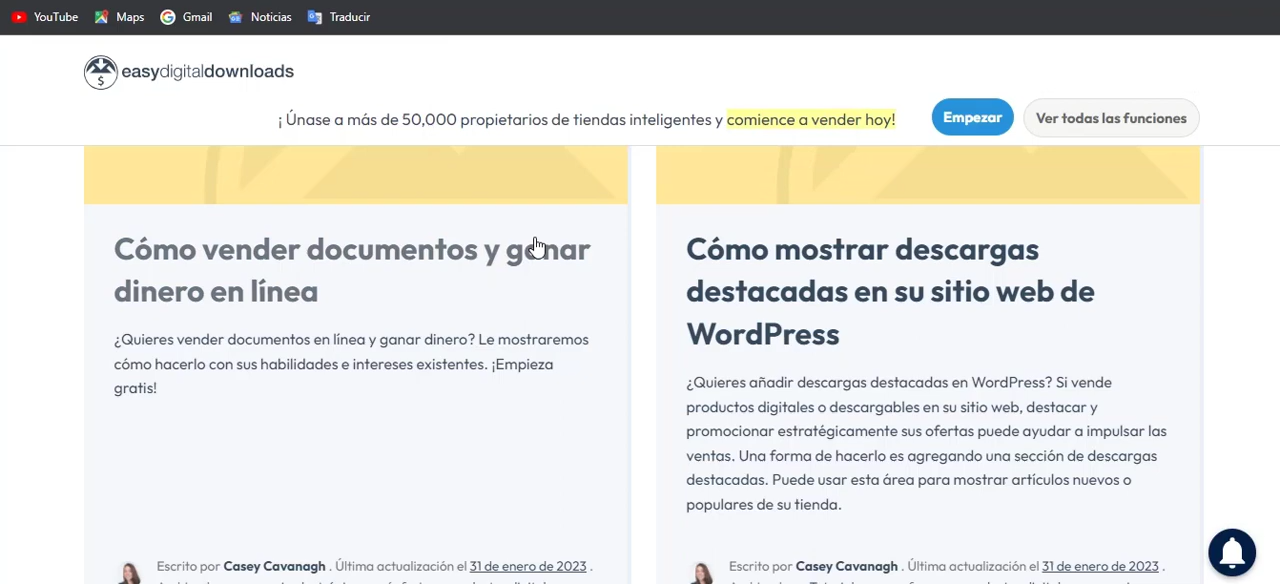 YouTube Maps Gmail Noticias Traducir
easydigitaldownloads
¡ Únase a más de 50,000 propietarios de tiendas inteligentes y comience a vender hoy! Empezar Ver todas las funciones
Cómo vender documentos y ganar
dinero en línea
¿Quieres vender documentos en línea y ganar dinero? Le mostraremos
cómo hacerlo con sus habilidades e intereses existentes. ¡Empieza
gratis!
Escrito por Casey Cavanagh . Última actualización el 31 de enero de 2023 .
Cómo mostrar descargas
destacadas en su sitio web de
WordPress
¿Quieres añadir descargas destacadas en WordPress? Si vende
productos digitales o descargables en su sitio web, destacar y
promocionar estratégicamente sus ofertas puede ayudar a impulsar las
ventas. Una forma de hacerlo es agregando una sección de descargas
destacadas. Puede usar esta área para mostrar artículos nuevos o
populares de su tienda.
Escrito por Casey Cavanagh . Última actualización el 31 de enero de 2023 .